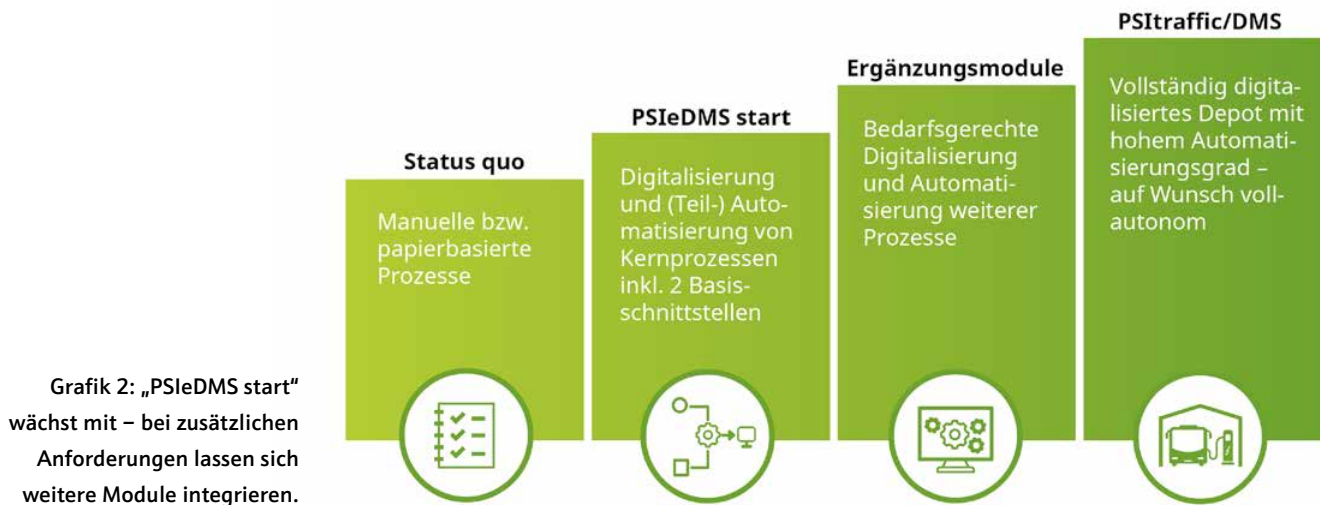 Status quo
Manuelle bzw.
papierbasierte
Prozesse
PSIeDMS start
Digitalisierung
und (Teil-) Auto-
matisierung von
Kernprozessen
inkl. 2 Basis-
schnittstellen
Ergänzungsmodule
Bedarfsgerechte
Digitalisierung
und Automati-
sierung weiterer
Prozesse
PSItraffic/DMS
Vollständig digita-
lisiertes Depot mit
hohem Automati-
sierungsgrad –
auf Wunsch voll-
autonom
Grafik 2: „PSIeDMS start“
wächst mit – bei zusätzlichen
Anforderungen lassen sich
weitere Module integrieren.